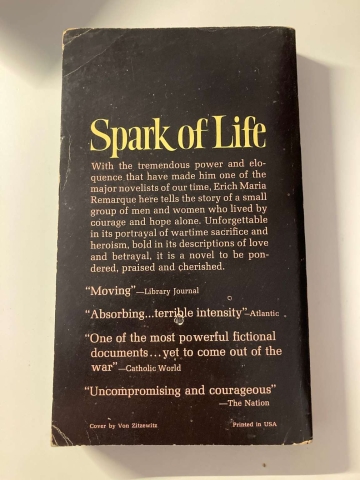 Spark of Life
With the tremendous power and elo-
quence that have made him one of the
major novelists of our time, Erich Maria
Remarque here tells the story of a small
group of men and women who lived by
courage and hope alone. Unforgettable
in its portrayal of wartime sacrifice and
heroism, bold in its descriptions of love
and betrayal, it is a novel to be pon-
dered, praised and cherished.
“Moving”—Library Journal
“Absorbing...terrible intensity”—Atlantic
“One of the most powerful fictional
documents...yet to come out of the
war”—Catholic World
“Uncompromising and courageous”
—The Nation
Cover by Von Zitzewitz Printed in USA